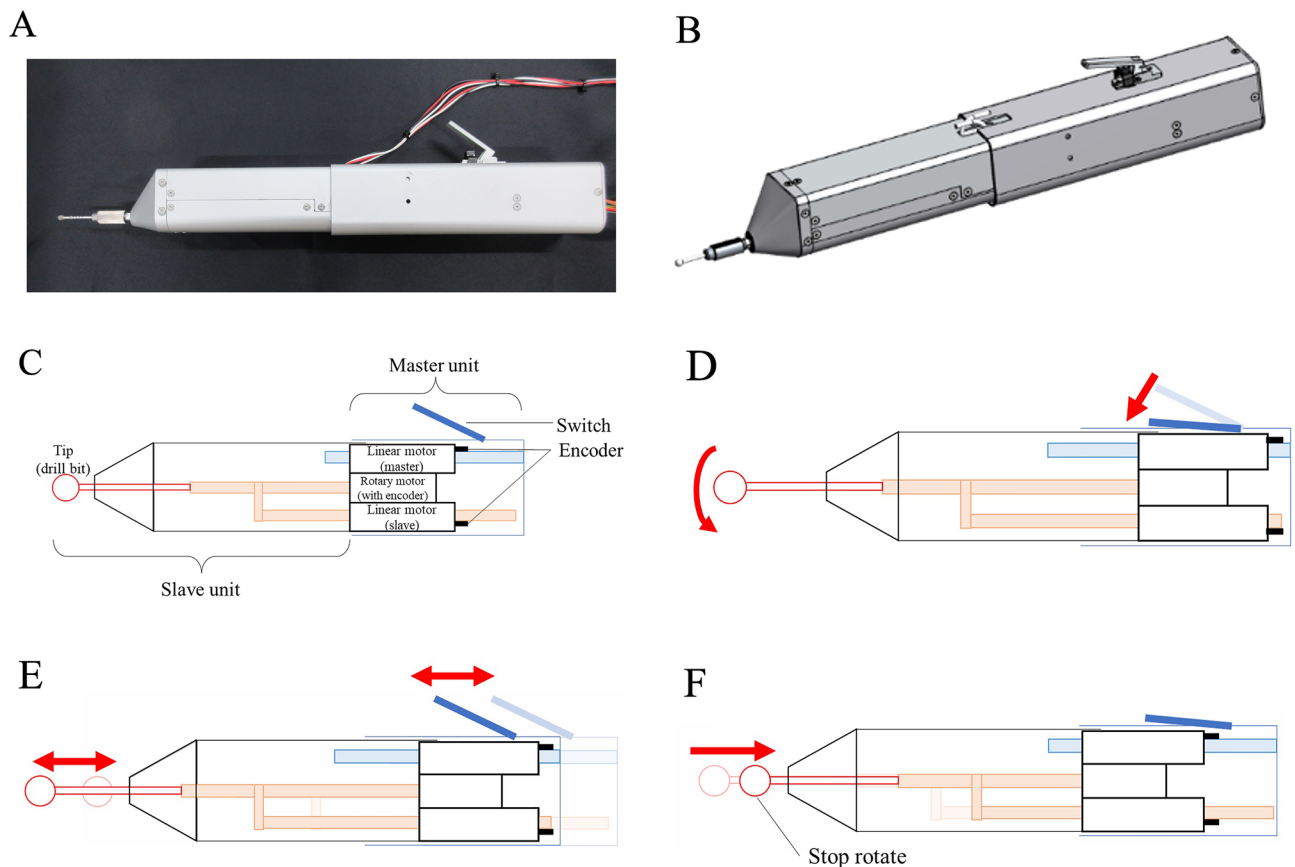 A
B
C
Master unit
Switch
Encoder
Tip
(drill bit)
Linear motor
(master)
Rotary motor
(with encoder)
Linear motor
(slave)
Slave unit
D
E
F
Stop rotate